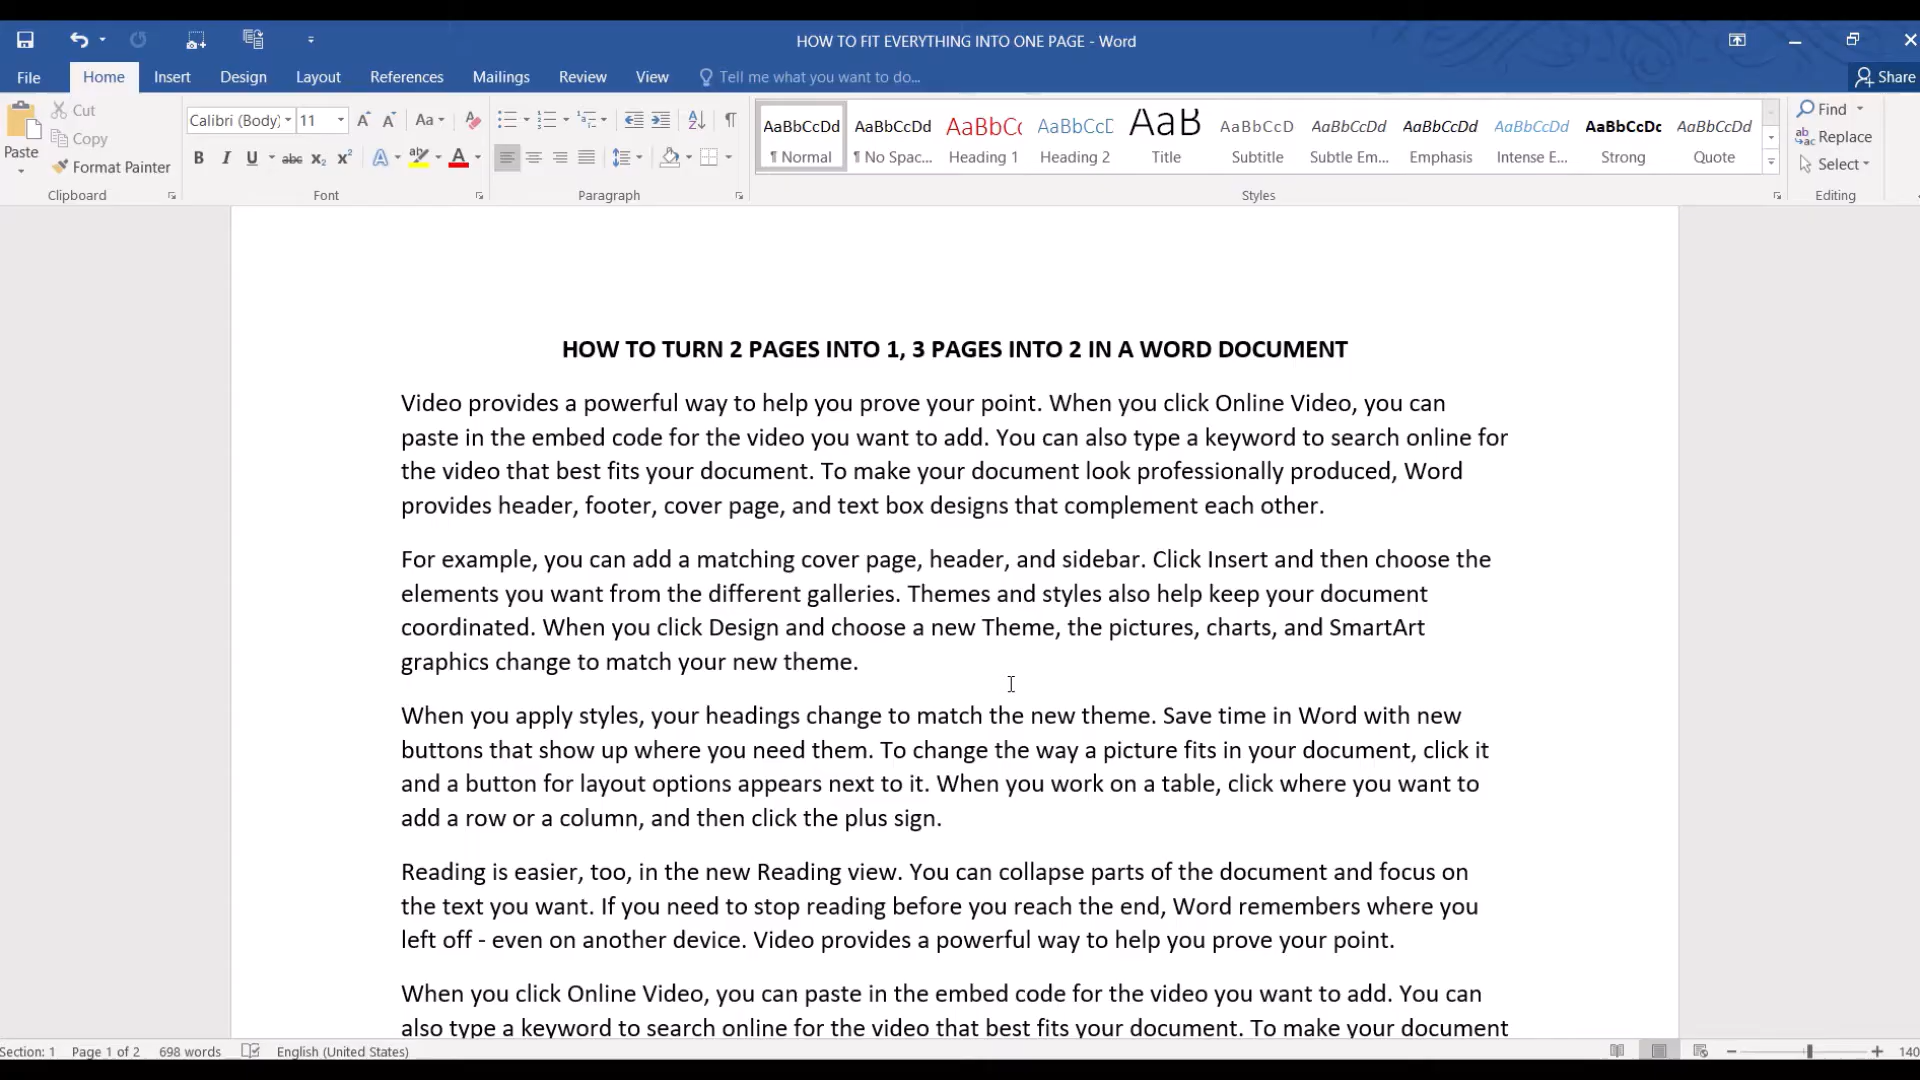 HOW TO FIT EVERYTHING INTO ONE PAGE - Word
File Home Insert Design Layout References Mailings Review View Tell me what you want to do... Share
Paste
Cut
Copy
Format Painter
Clipboard
Calibri (Body) 11
Aa
B I U abc X₂ X² A A
Font
Paragraph
AaBbCcDd AaBbCcDd AaBbCc AaBbCcD AaB AaBbCcD AaBbCcDd AaBbCcDd AaBbCcDd AaBbCcDc AaBbCcDd
¶ Normal ¶ No Spac... Heading 1 Heading 2 Title Subtitle Subtle Em... Emphasis Intense E... Strong Quote
Styles
Find
Replace
Select
Editing
HOW TO TURN 2 PAGES INTO 1, 3 PAGES INTO 2 IN A WORD DOCUMENT
Video provides a powerful way to help you prove your point. When you click Online Video, you can
paste in the embed code for the video you want to add. You can also type a keyword to search online for
the video that best fits your document. To make your document look professionally produced, Word
provides header, footer, cover page, and text box designs that complement each other.
For example, you can add a matching cover page, header, and sidebar. Click Insert and then choose the
elements you want from the different galleries. Themes and styles also help keep your document
coordinated. When you click Design and choose a new Theme, the pictures, charts, and SmartArt
graphics change to match your new theme.
When you apply styles, your headings change to match the new theme. Save time in Word with new
buttons that show up where you need them. To change the way a picture fits in your document, click it
and a button for layout options appears next to it. When you work on a table, click where you want to
add a row or a column, and then click the plus sign.
Reading is easier, too, in the new Reading view. You can collapse parts of the document and focus on
the text you want. If you need to stop reading before you reach the end, Word remembers where you
left off - even on another device. Video provides a powerful way to help you prove your point.
When you click Online Video, you can paste in the embed code for the video you want to add. You can
also type a keyword to search online for the video that best fits your document. To make your document
Section: 1 Page 1 of 2 698 words English (United States) 140